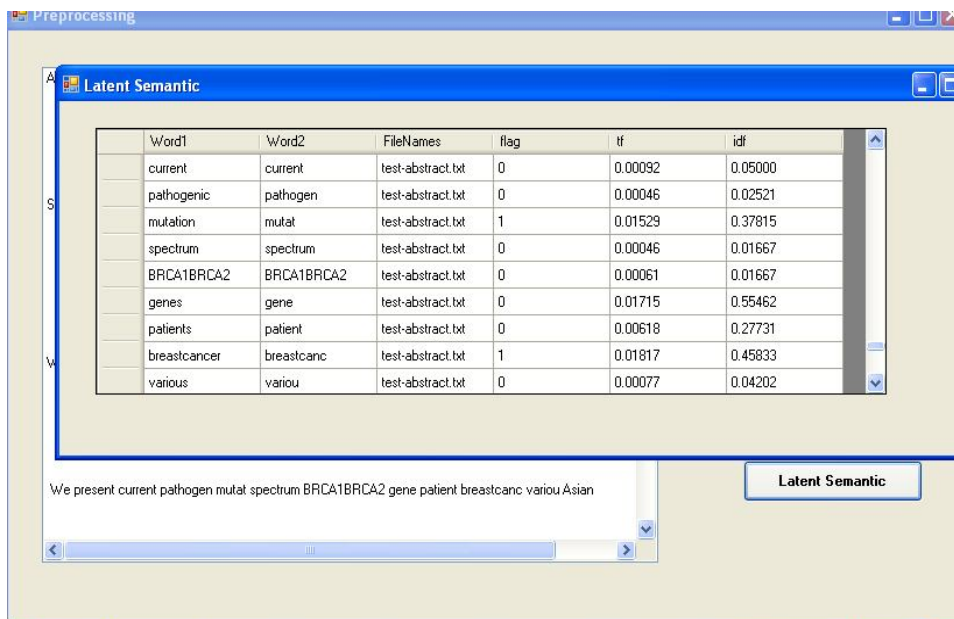 Preprocessing
A
Latent Semantic
Word1 Word2 FileNames flag tf idf
current current test-abstract.txt 0 0.00092 0.05000
pathogenic pathogen test-abstract.txt 0 0.00046 0.02521
S
mutation mutat test-abstract.txt 1 0.01529 0.37815
spectrum spectrum test-abstract.txt 0 0.00046 0.01667
BRCA1BRCA2 BRCA1BRCA2 test-abstract.txt 0 0.00061 0.01667
genes gene test-abstract.txt 0 0.01715 0.55462
patients patient test-abstract.txt 0 0.00618 0.27731
breastcancer breastcanc test-abstract.txt 1 0.01817 0.45833
various variou test-abstract.txt 0 0.00077 0.04202
Latent Semantic
We present current pathogen mutat spectrum BRCA1BRCA2 gene patient breastcanc variou Asian